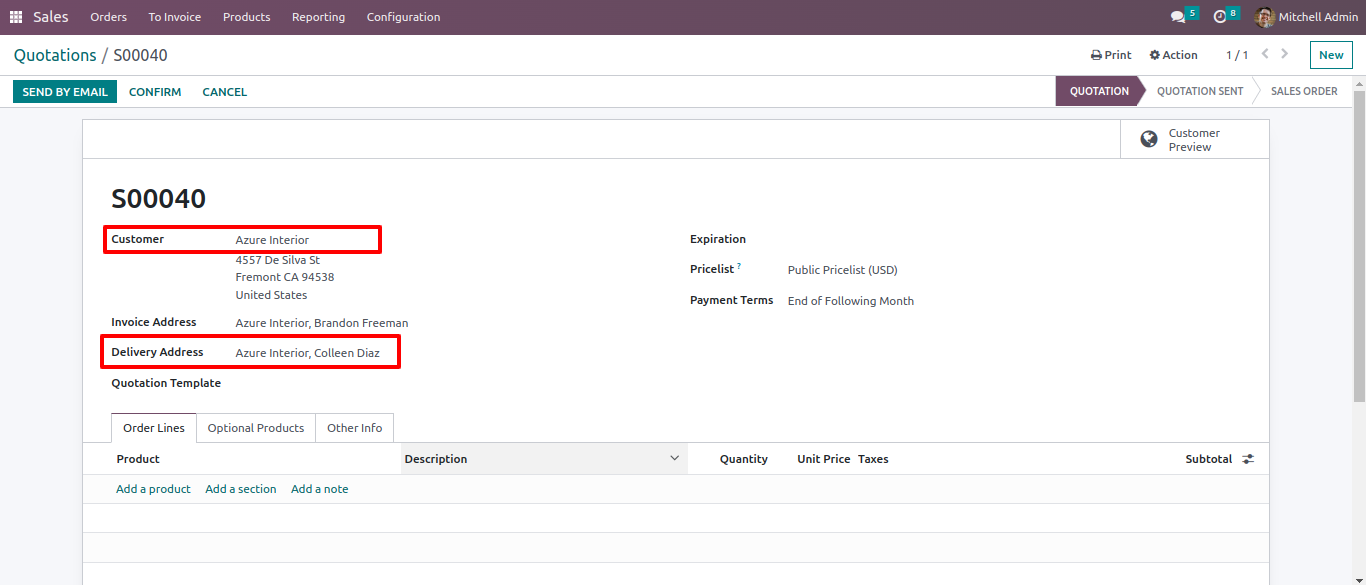 Sales Orders To Invoice Products Reporting Configuration 5 8 Mitchell Admin
Quotations / S00040 Print Action 1 / 1 New
SEND BY EMAIL CONFIRM CANCEL QUOTATION QUOTATION SENT SALES ORDER
Customer
Preview
S00040
Customer Azure Interior Expiration
4557 De Silva St
Pricelist ? Public Pricelist (USD)
Fremont CA 94538
United States
Payment Terms End of Following Month
Invoice Address Azure Interior, Brandon Freeman
Delivery Address Azure Interior, Colleen Diaz
Quotation Template
Order Lines Optional Products Other Info
Product Description Quantity Unit Price Taxes Subtotal
Add a product Add a section Add a note